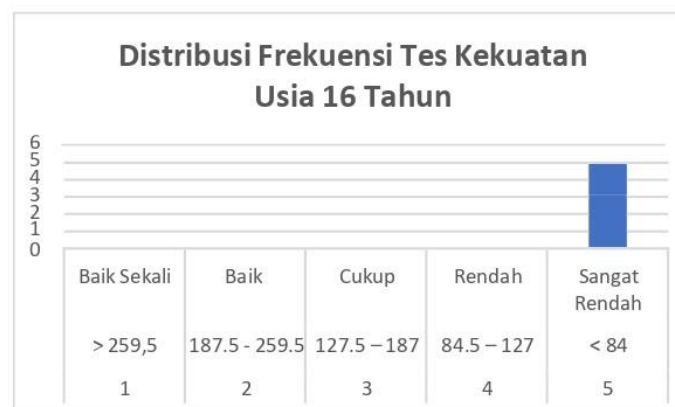 Distribusi Frekuensi Tes Kekuatan
Usia 16 Tahun
6
5
4
3
2
1
0
Baik Sekali Baik Cukup Rendah Sangat
Rendah
> 259,5 187.5 - 259.5 127.5 – 187 84.5 – 127 < 84
1 2 3 4 5